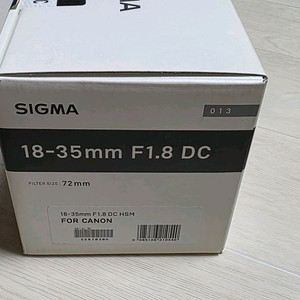 SIGMA
013
18-35mm F1.8 DC
FILTER SIZE: 72mm
18-35mm F1.8 DC HSM
FOR CANON